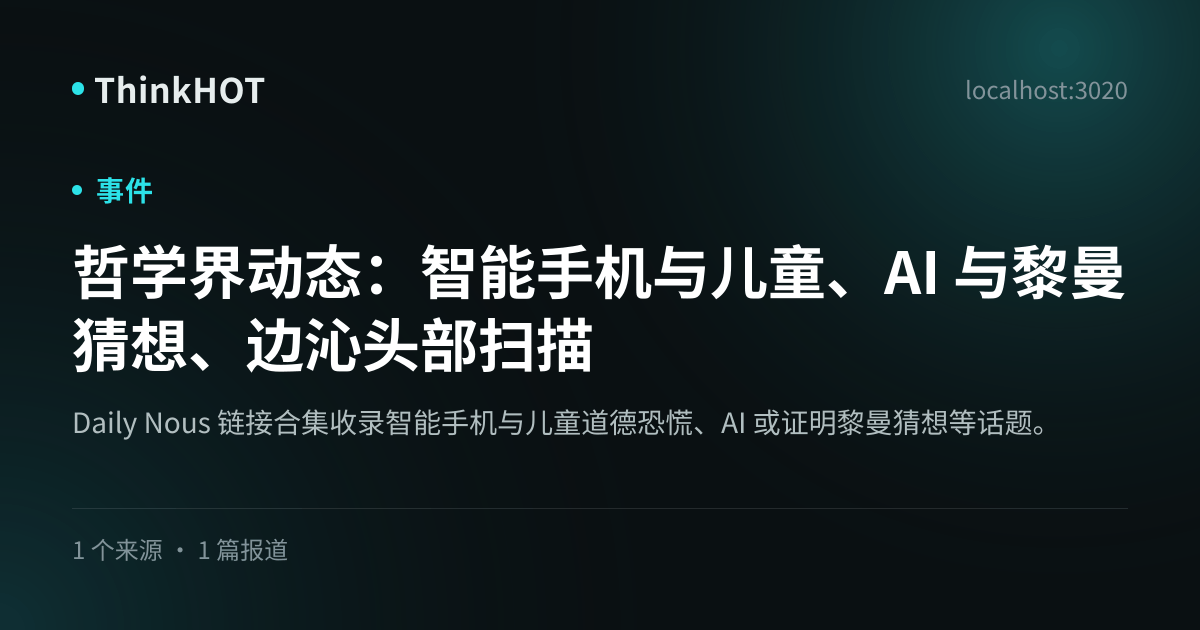 ThinkHOT
localhost:3020
事件
哲学界动态：智能手机与儿童、AI 与黎曼
猜想、边沁头部扫描
Daily Nous 链接合集收录智能手机与儿童道德恐慌、AI 或证明黎曼猜想等话题。
1 个来源 · 1 篇报道